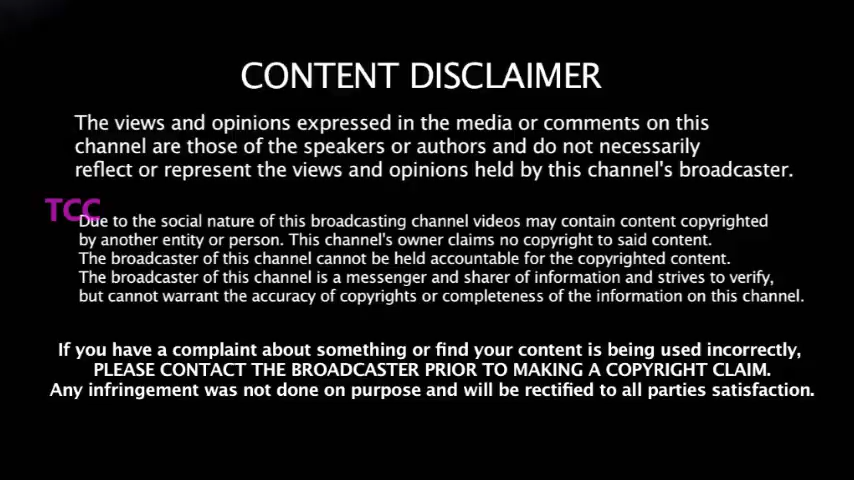 CONTENT DISCLAIMER
The views and opinions expressed in the media or comments on this
channel are those of the speakers or authors and do not necessarily
reflect or represent the views and opinions held by this channel's broadcaster.
TCC
Due to the social nature of this broadcasting channel videos may contain content copyrighted
by another entity or person. This channel's owner claims no copyright to said content.
The broadcaster of this channel cannot be held accountable for the copyrighted content.
The broadcaster of this channel is a messenger and sharer of information and strives to verify,
but cannot warrant the accuracy of copyrights or completeness of the information on this channel.
If you have a complaint about something or find your content is being used incorrectly,
PLEASE CONTACT THE BROADCASTER PRIOR TO MAKING A COPYRIGHT CLAIM.
Any infringement was not done on purpose and will be rectified to all parties satisfaction.